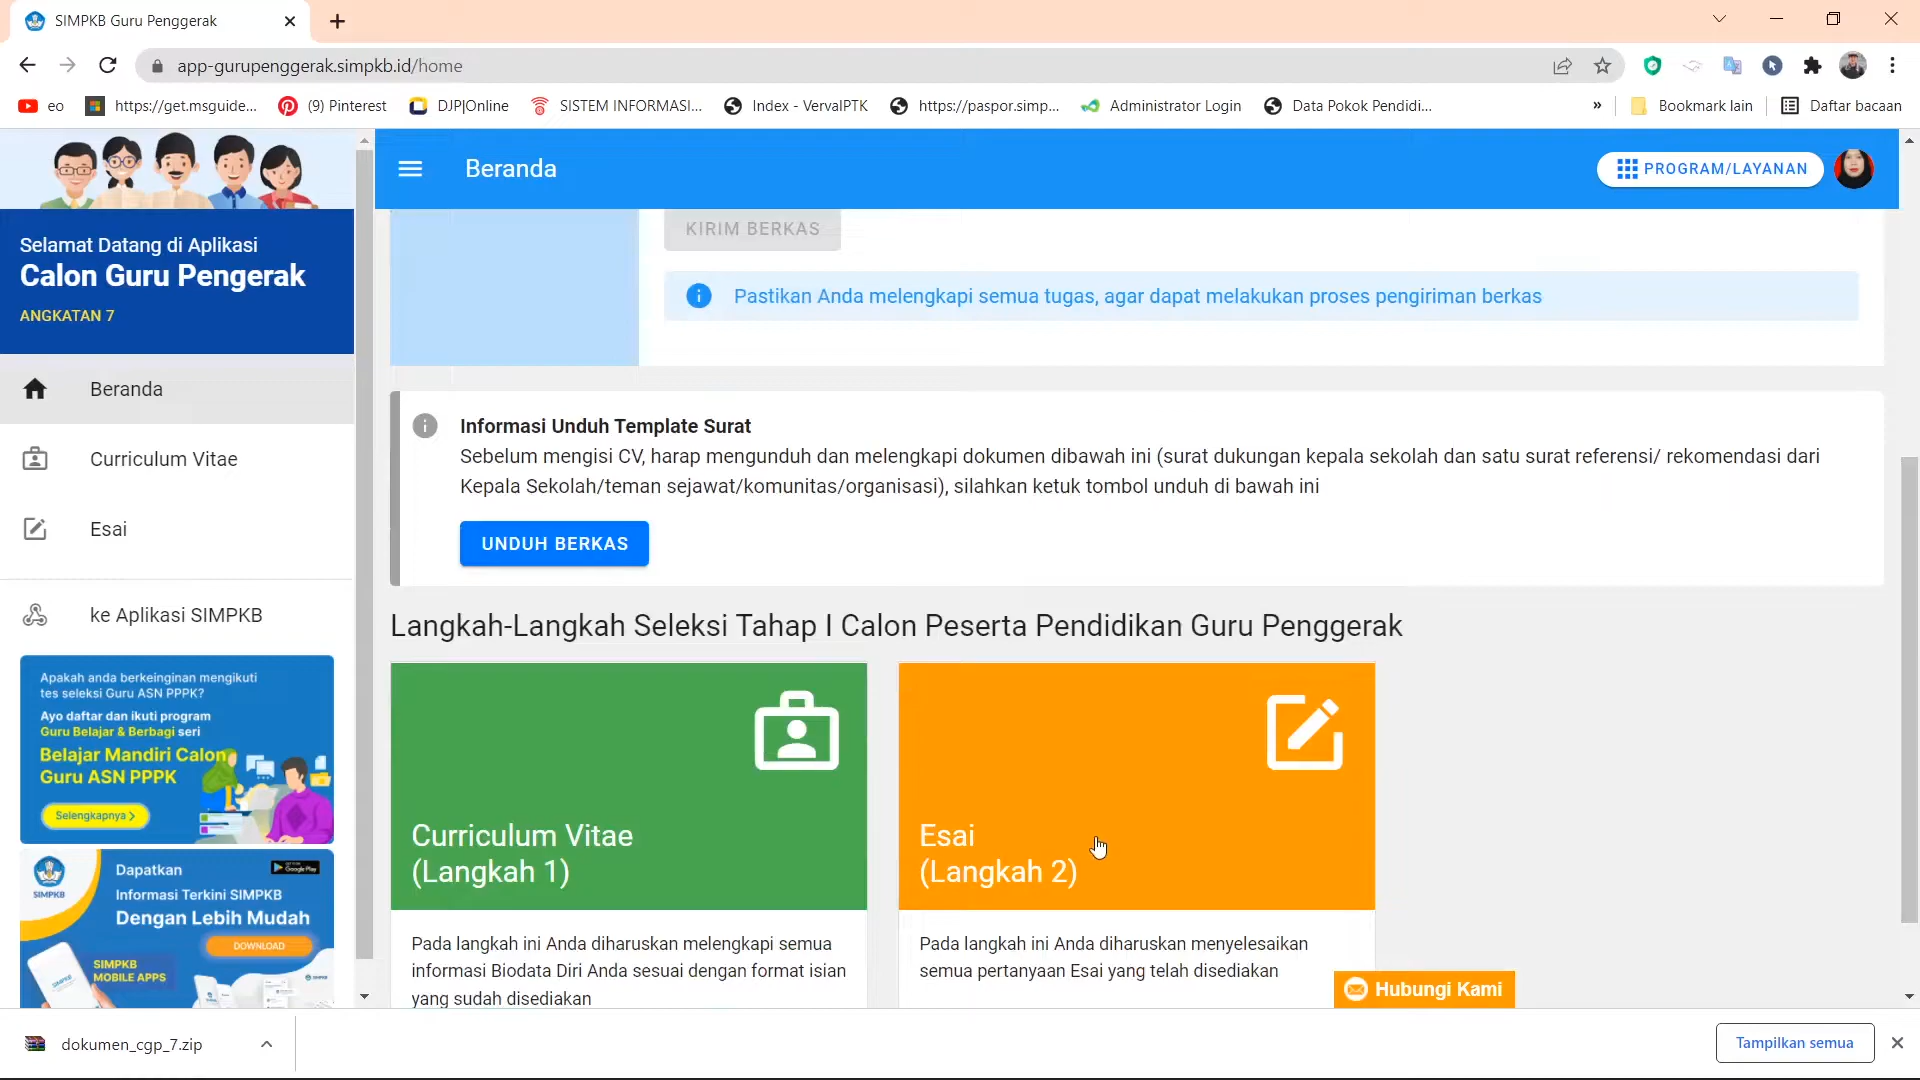 SIMPKB Guru Penggerak
app-gurupenggerak.simpkb.id/home
eo
https://get.msguide...
(9) Pinterest
DJP|Online
SISTEM INFORMASI...
Index - VervalPTK
https://paspor.simp...
Administrator Login
Data Pokok Pendidi...
»
Bookmark lain
Daftar bacaan
Selamat Datang di Aplikasi
Calon Guru Pengerak
ANGKATAN 7
Beranda
Curriculum Vitae
Esai
ke Aplikasi SIMPKB
Apakah anda berkeinginan mengikuti
tes seleksi Guru ASN PPPK?
Ayo daftar dan ikuti program
Guru Belajar & Berbagi seri
Belajar Mandiri Calon
Guru ASN PPPK
Selengkapnya >
SIMPKB
Dapatkan
Google Play
Informasi Terkini SIMPKB
Dengan Lebih Mudah
DOWNLOAD
SIMPKB
MOBILE APPS
Beranda
PROGRAM/LAYANAN
KIRIM BERKAS
Pastikan Anda melengkapi semua tugas, agar dapat melakukan proses pengiriman berkas
Informasi Unduh Template Surat
Sebelum mengisi CV, harap mengunduh dan melengkapi dokumen dibawah ini (surat dukungan kepala sekolah dan satu surat referensi/ rekomendasi dari
Kepala Sekolah/teman sejawat/komunitas/organisasi), silahkan ketuk tombol unduh di bawah ini
UNDUH BERKAS
Langkah-Langkah Seleksi Tahap I Calon Peserta Pendidikan Guru Penggerak
Curriculum Vitae
(Langkah 1)
Pada langkah ini Anda diharuskan melengkapi semua
informasi Biodata Diri Anda sesuai dengan format isian
yang sudah disediakan
Esai
(Langkah 2)
Pada langkah ini Anda diharuskan menyelesaikan
semua pertanyaan Esai yang telah disediakan
Hubungi Kami
dokumen_cgp_7.zip
Tampilkan semua